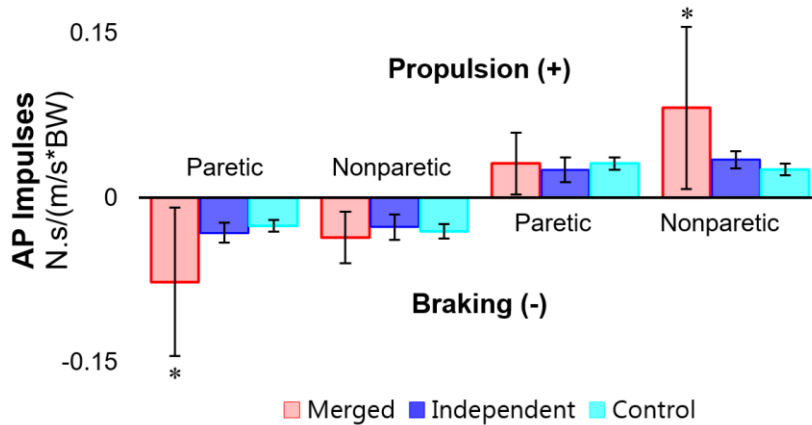 *
0.15
Propulsion (+)
Paretic Nonparetic
0
Paretic Nonparetic
AP Impulses
N.s/(m/s*BW)
Braking (-)
-0.15
*
Merged Independent Control